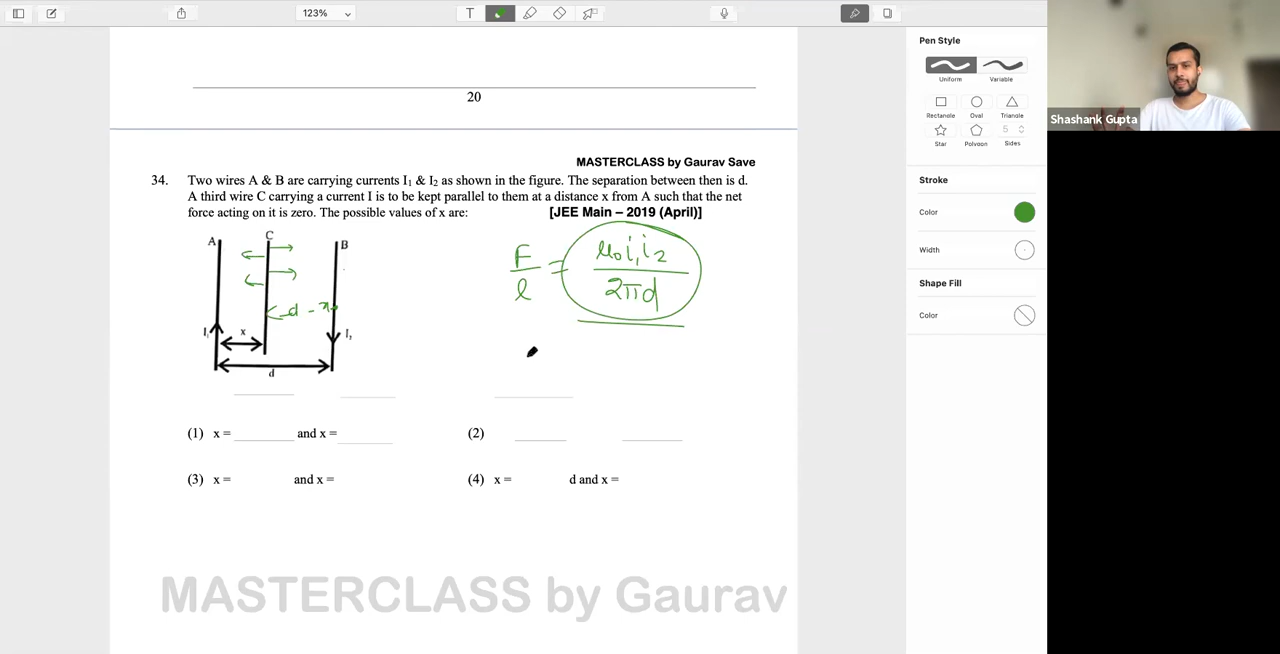 123%
T
Pen Style
Uniform
Variable
Rectangle
Oval
Triangle
Star
Polygon
5
Sides
Stroke
Color
Width
Shape Fill
Color
Shashank Gupta
20
MASTERCLASS by Gaurav Save
34. Two wires A & B are carrying currents I₁ & I₂ as shown in the figure. The separation between then is d.
A third wire C carrying a current I is to be kept parallel to them at a distance x from A such that the net
force acting on it is zero. The possible values of x are: [JEE Main – 2019 (April)]
A C B
d - x
I₁ x I₂
d
F/l = μ₀i₁i₂/2πd
(1) x = and x = (2)
(3) x = and x = (4) x = d and x =
MASTERCLASS by Gaurav